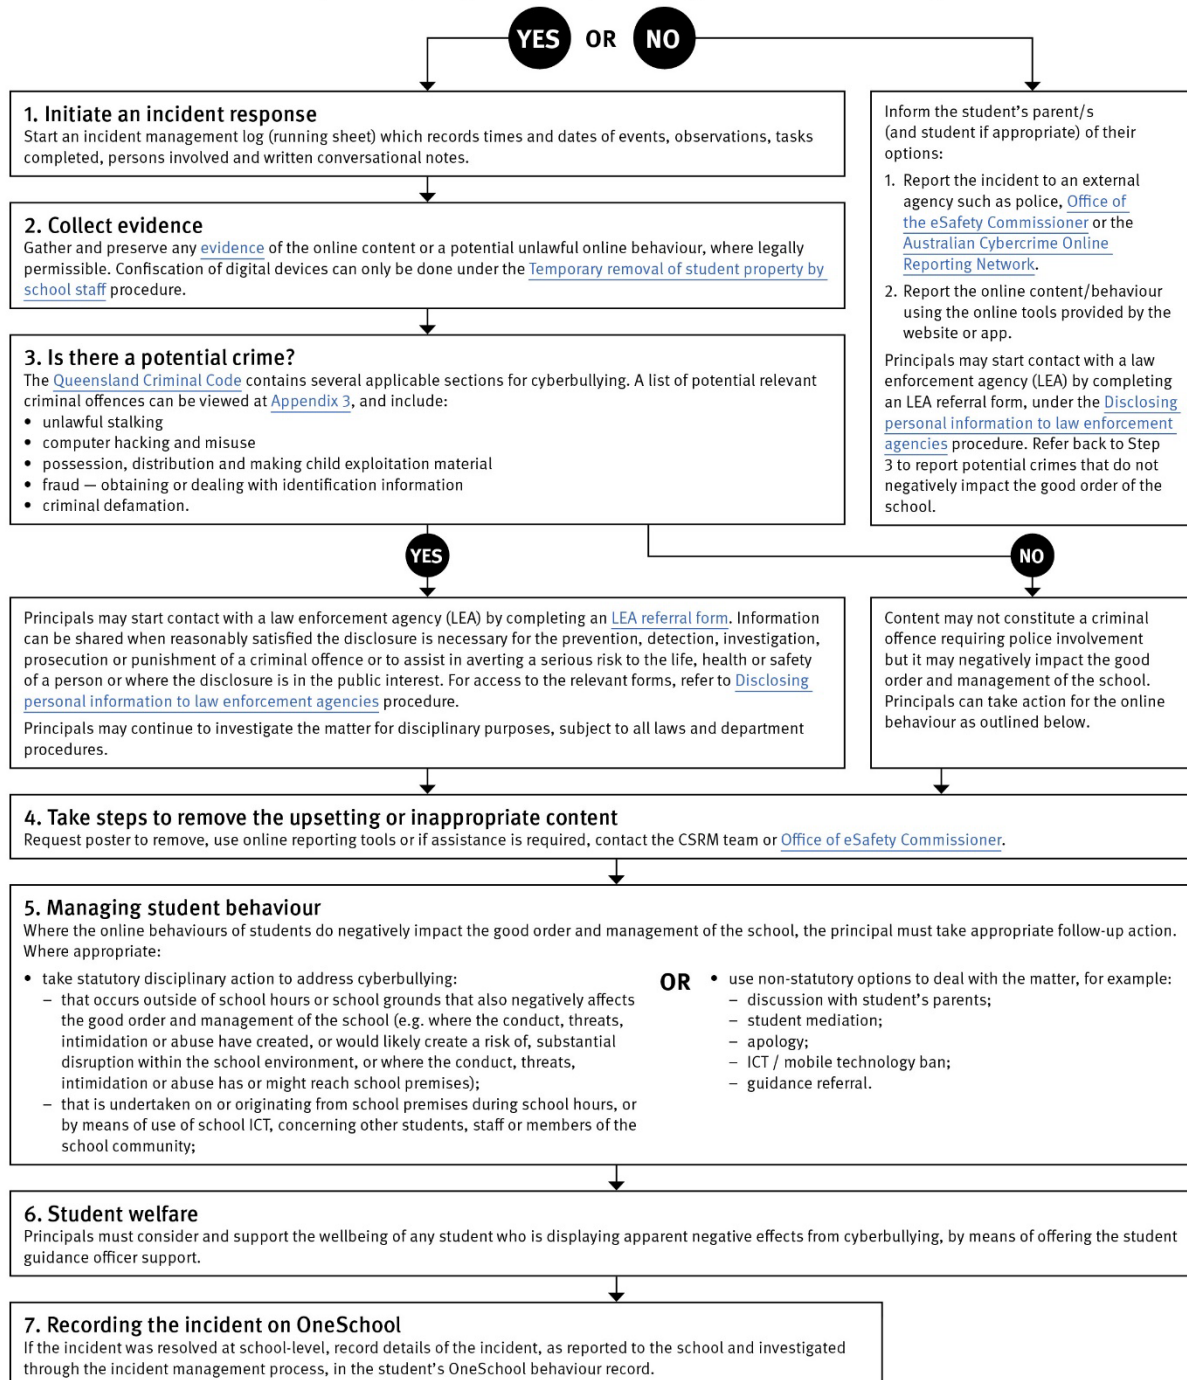 YES OR NO
1. Initiate an incident response
Start an incident management log (running sheet) which records times and dates of events, observations, tasks
completed, persons involved and written conversational notes.
2. Collect evidence
Gather and preserve any evidence of the online content or a potential unlawful online behaviour, where legally
permissible. Confiscation of digital devices can only be done under the Temporary removal of student property by
school staff procedure.
3. Is there a potential crime?
The Queensland Criminal Code contains several applicable sections for cyberbullying. A list of potential relevant
criminal offences can be viewed at Appendix 3, and include:
• unlawful stalking
• computer hacking and misuse
• possession, distribution and making child exploitation material
• fraud — obtaining or dealing with identification information
• criminal defamation.
Inform the student's parent/s
(and student if appropriate) of their
options:
1. Report the incident to an external
agency such as police, Office of
the eSafety Commissioner or the
Australian Cybercrime Online
Reporting Network.
2. Report the online content/behaviour
using the online tools provided by the
website or app.
Principals may start contact with a law
enforcement agency (LEA) by completing
an LEA referral form, under the Disclosing
personal information to law enforcement
agencies procedure. Refer back to Step
3 to report potential crimes that do not
negatively impact the good order of the
school.
YES
NO
Principals may start contact with a law enforcement agency (LEA) by completing an LEA referral form. Information
can be shared when reasonably satisfied the disclosure is necessary for the prevention, detection, investigation,
prosecution or punishment of a criminal offence or to assist in averting a serious risk to the life, health or safety
of a person or where the disclosure is in the public interest. For access to the relevant forms, refer to Disclosing
personal information to law enforcement agencies procedure.
Principals may continue to investigate the matter for disciplinary purposes, subject to all laws and department
procedures.
Content may not constitute a criminal
offence requiring police involvement
but it may negatively impact the good
order and management of the school.
Principals can take action for the online
behaviour as outlined below.
4. Take steps to remove the upsetting or inappropriate content
Request poster to remove, use online reporting tools or if assistance is required, contact the CSRM team or Office of eSafety Commissioner.
5. Managing student behaviour
Where the online behaviours of students do negatively impact the good order and management of the school, the principal must take appropriate follow-up action.
Where appropriate:
• take statutory disciplinary action to address cyberbullying:
– that occurs outside of school hours or school grounds that also negatively affects
the good order and management of the school (e.g. where the conduct, threats,
intimidation or abuse have created, or would likely create a risk of, substantial
disruption within the school environment, or where the conduct, threats,
intimidation or abuse has or might reach school premises);
– that is undertaken on or originating from school premises during school hours, or
by means of use of school ICT, concerning other students, staff or members of the
school community;
OR
• use non-statutory options to deal with the matter, for example:
– discussion with student's parents;
– student mediation;
– apology;
– ICT / mobile technology ban;
– guidance referral.
6. Student welfare
Principals must consider and support the wellbeing of any student who is displaying apparent negative effects from cyberbullying, by means of offering the student
guidance officer support.
7. Recording the incident on OneSchool
If the incident was resolved at school-level, record details of the incident, as reported to the school and investigated
through the incident management process, in the student's OneSchool behaviour record.